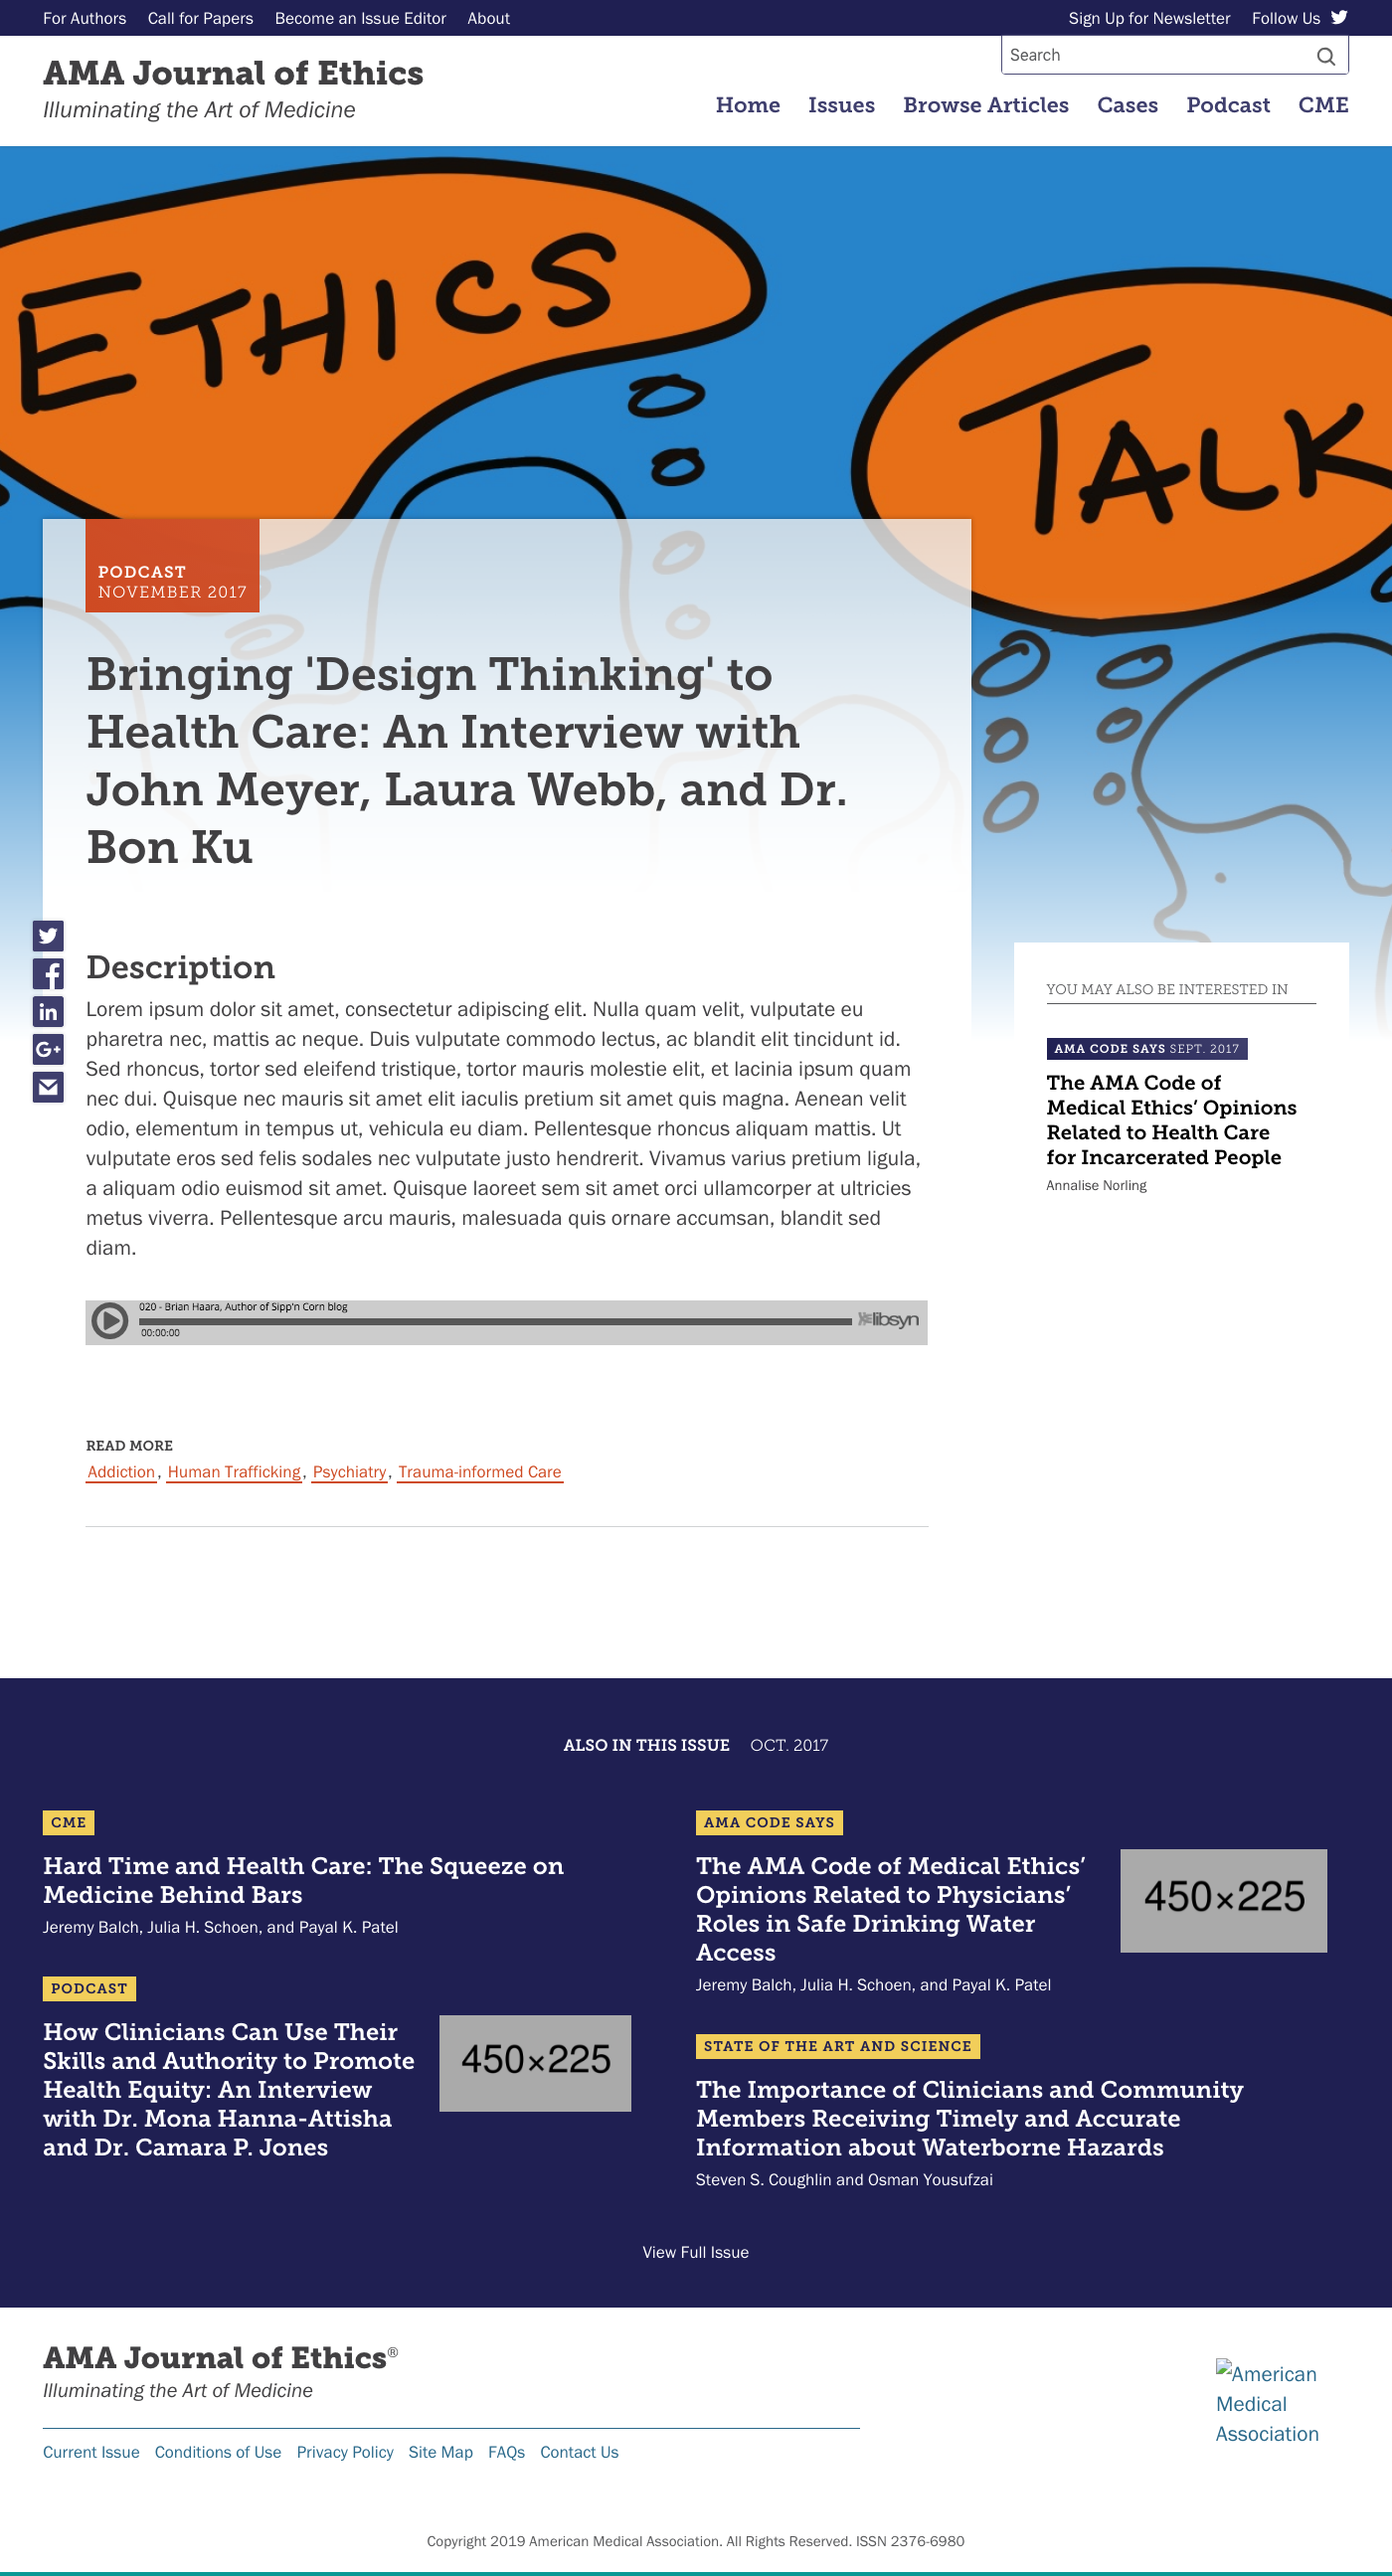 For Authors Call for Papers Become an Issue Editor About Sign Up for Newsletter Follow Us
AMA Journal of Ethics
Illuminating the Art of Medicine
Search
Home Issues Browse Articles Cases Podcast CME
ETHICS
TALK
PODCAST
NOVEMBER 2017
Bringing 'Design Thinking' to
Health Care: An Interview with
John Meyer, Laura Webb, and Dr.
Bon Ku
Description
Lorem ipsum dolor sit amet, consectetur adipiscing elit. Nulla quam velit, vulputate eu
pharetra nec, mattis ac neque. Duis vulputate commodo lectus, ac blandit elit tincidunt id.
Sed rhoncus, tortor sed eleifend tristique, tortor mauris molestie elit, et lacinia ipsum quam
nec dui. Quisque nec mauris sit amet elit iaculis pretium sit amet quis magna. Aenean velit
odio, elementum in tempus ut, vehicula eu diam. Pellentesque rhoncus aliquam mattis. Ut
vulputate eros sed felis sodales nec vulputate justo hendrerit. Vivamus varius pretium ligula,
a aliquam odio euismod sit amet. Quisque laoreet sem sit amet orci ullamcorper at ultricies
metus viverra. Pellentesque arcu mauris, malesuada quis ornare accumsan, blandit sed
diam.
020 - Brian Haara, Author of Sipp'n Corn blog
libsyn
00:00:00
READ MORE
Addiction, Human Trafficking, Psychiatry, Trauma-informed Care
YOU MAY ALSO BE INTERESTED IN
AMA CODE SAYS SEPT. 2017
The AMA Code of
Medical Ethics’ Opinions
Related to Health Care
for Incarcerated People
Annalise Norling
ALSO IN THIS ISSUE OCT. 2017
CME
Hard Time and Health Care: The Squeeze on
Medicine Behind Bars
Jeremy Balch, Julia H. Schoen, and Payal K. Patel
PODCAST
How Clinicians Can Use Their
Skills and Authority to Promote
Health Equity: An Interview
with Dr. Mona Hanna-Attisha
and Dr. Camara P. Jones
450×225
AMA CODE SAYS
The AMA Code of Medical Ethics’
Opinions Related to Physicians’
Roles in Safe Drinking Water
Access
450×225
Jeremy Balch, Julia H. Schoen, and Payal K. Patel
STATE OF THE ART AND SCIENCE
The Importance of Clinicians and Community
Members Receiving Timely and Accurate
Information about Waterborne Hazards
Steven S. Coughlin and Osman Yousufzai
View Full Issue
AMA Journal of Ethics®
Illuminating the Art of Medicine
American
Medical
Association
Current Issue Conditions of Use Privacy Policy Site Map FAQs Contact Us
Copyright 2019 American Medical Association. All Rights Reserved. ISSN 2376-6980